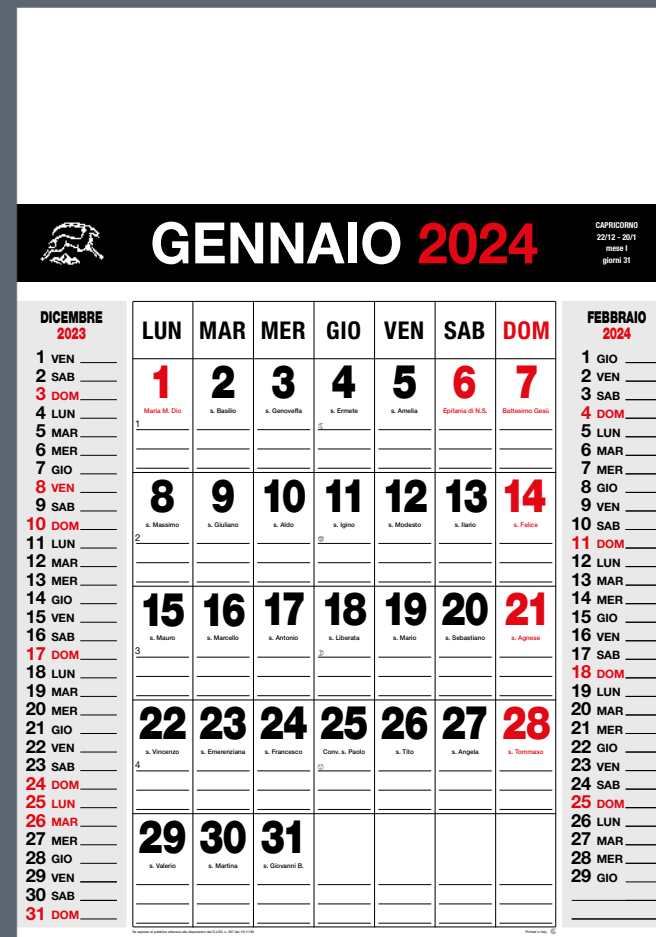 GENNAIO 2024
CAPRICORNO
22/12 - 20/1
mese I
giorni 31
DICEMBRE
2023
1 VEN
2 SAB
3 DOM
4 LUN
5 MAR
6 MER
7 GIO
8 VEN
9 SAB
10 DOM
11 LUN
12 MAR
13 MER
14 GIO
15 VEN
16 SAB
17 DOM
18 LUN
19 MAR
20 MER
21 GIO
22 VEN
23 SAB
24 DOM
25 LUN
26 MAR
27 MER
28 GIO
29 VEN
30 SAB
31 DOM
LUN MAR MER GIO VEN SAB DOM
1 2 3 4 5 6 7
Maria M. Dio s. Basilio s. Genoveffa s. Ermete s. Amelia Epifania di N.S. Battesimo Gesù
1
8 9 10 11 12 13 14
s. Massimo s. Giuliano s. Aldo s. Igino s. Modesto s. Ilario s. Felice
2
15 16 17 18 19 20 21
s. Mauro s. Marcello s. Antonio s. Liberata s. Mario s. Sebastiano s. Agnese
3
22 23 24 25 26 27 28
s. Vincenzo s. Emerenziana s. Francesco Conv. s. Paolo s. Tito s. Angela s. Tommaso
4
29 30 31
s. Valerio s. Martina s. Giovanni B.
Printed in Italy
FEBBRAIO
2024
1 GIO
2 VEN
3 SAB
4 DOM
5 LUN
6 MAR
7 MER
8 GIO
9 VEN
10 SAB
11 DOM
12 LUN
13 MAR
14 MER
15 GIO
16 VEN
17 SAB
18 DOM
19 LUN
20 MAR
21 MER
22 GIO
23 VEN
24 SAB
25 DOM
26 LUN
27 MAR
28 MER
29 GIO